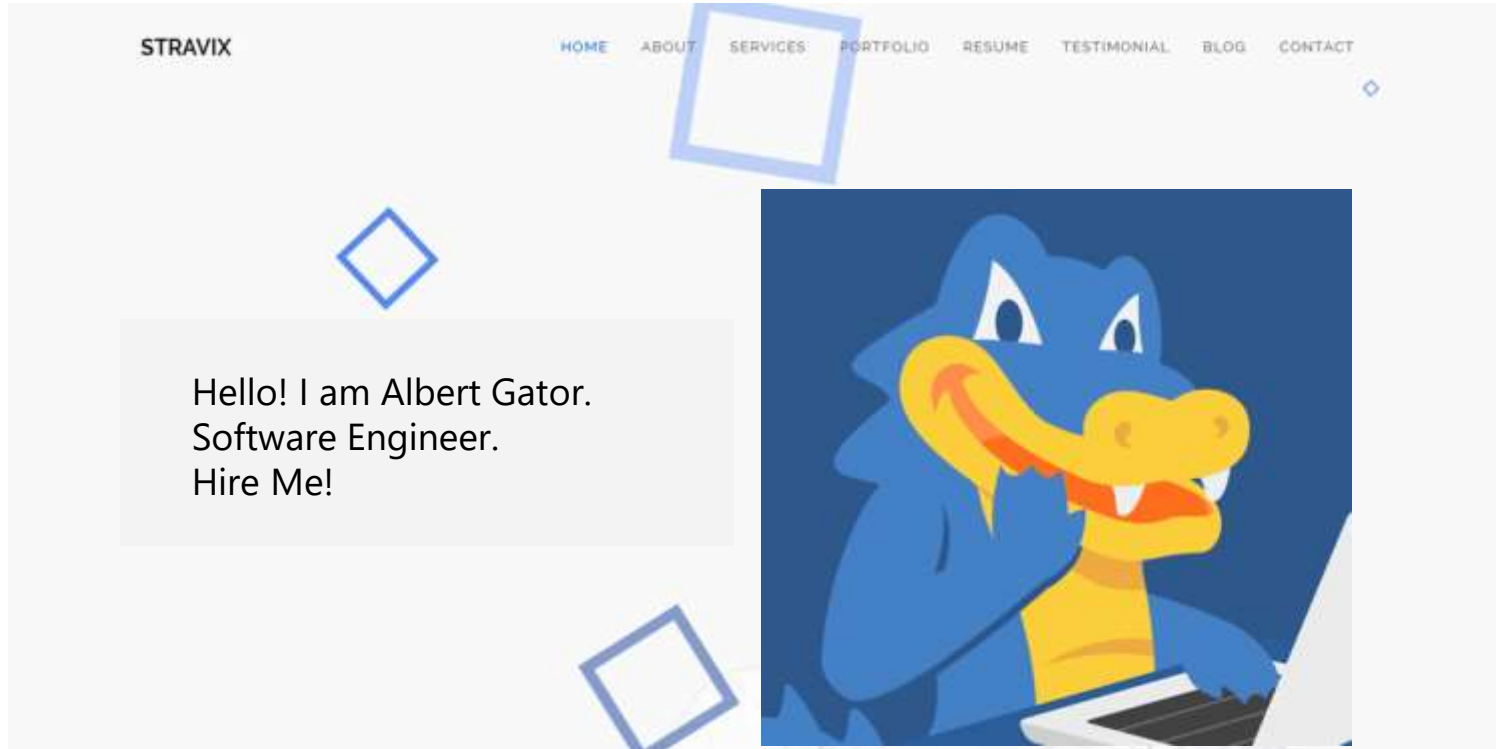 STRAVIX
HOME ABOUT SERVICES PORTFOLIO RESUME TESTIMONIAL BLOG CONTACT
Hello! I am Albert Gator.
Software Engineer.
Hire Me!